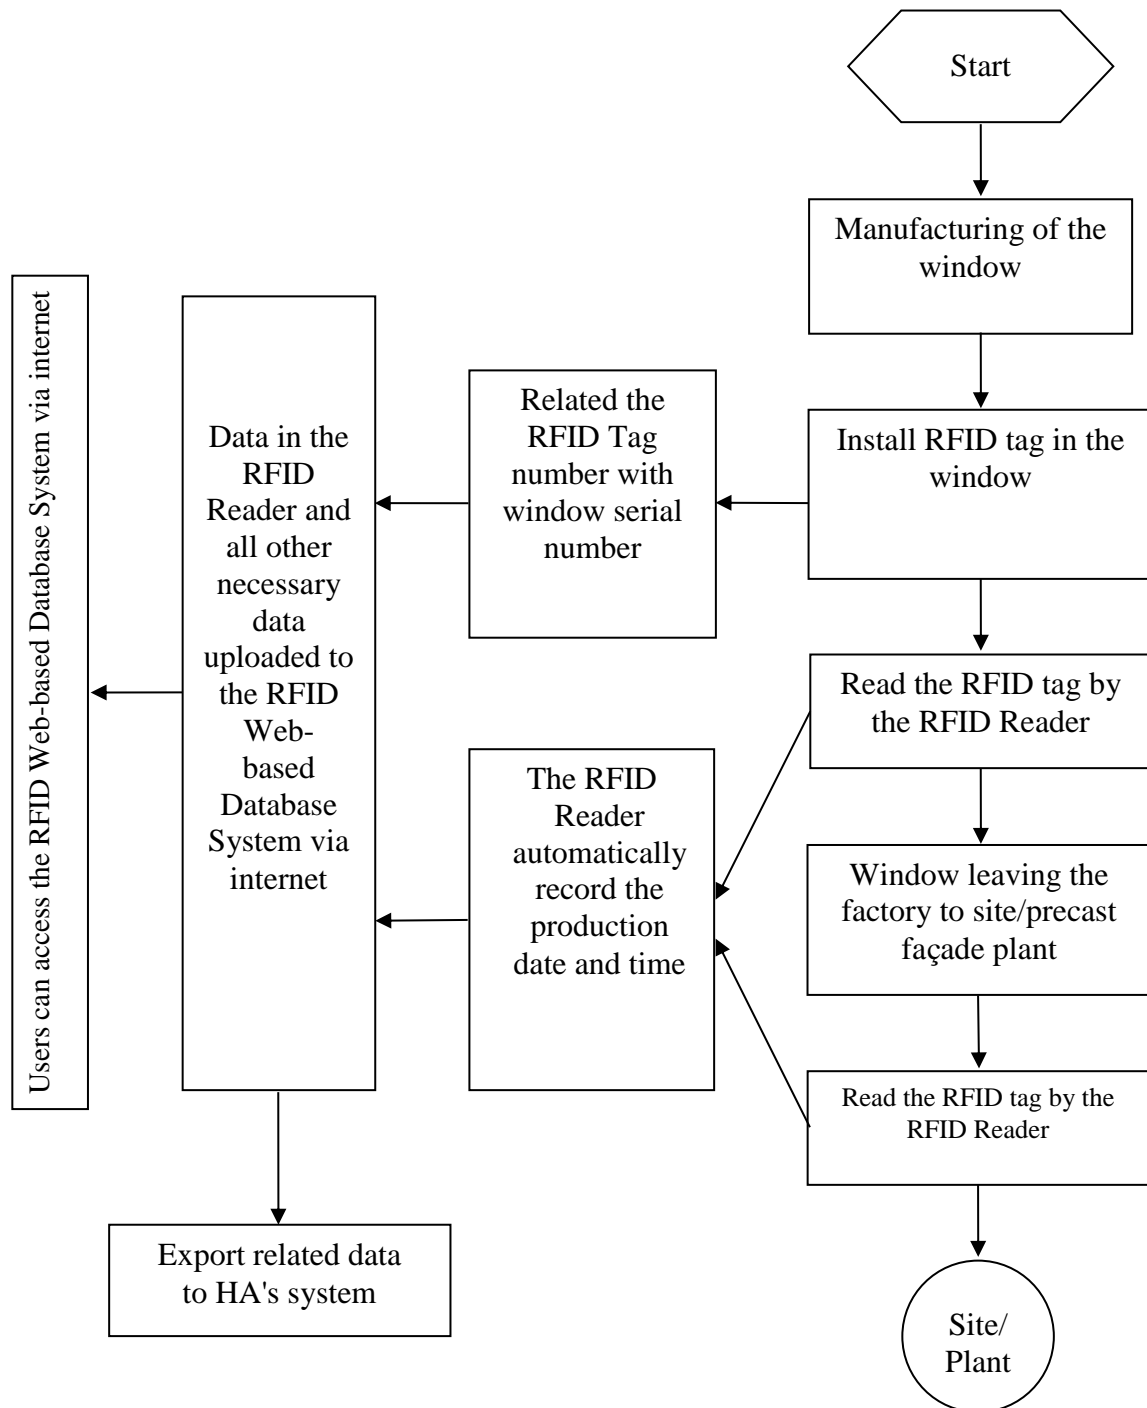 Start
Manufacturing of the
window
Install RFID tag in the
window
Related the
RFID Tag
number with
window serial
number
Data in the
RFID
Reader and
all other
necessary
data
uploaded to
the RFID
Web-
based
Database
System via
internet
Users can access the RFID Web-based Database System via internet
Read the RFID tag by
the RFID Reader
The RFID
Reader
automatically
record the
production
date and time
Window leaving the
factory to site/precast
façade plant
Read the RFID tag by the
RFID Reader
Export related data
to HA's system
Site/
Plant